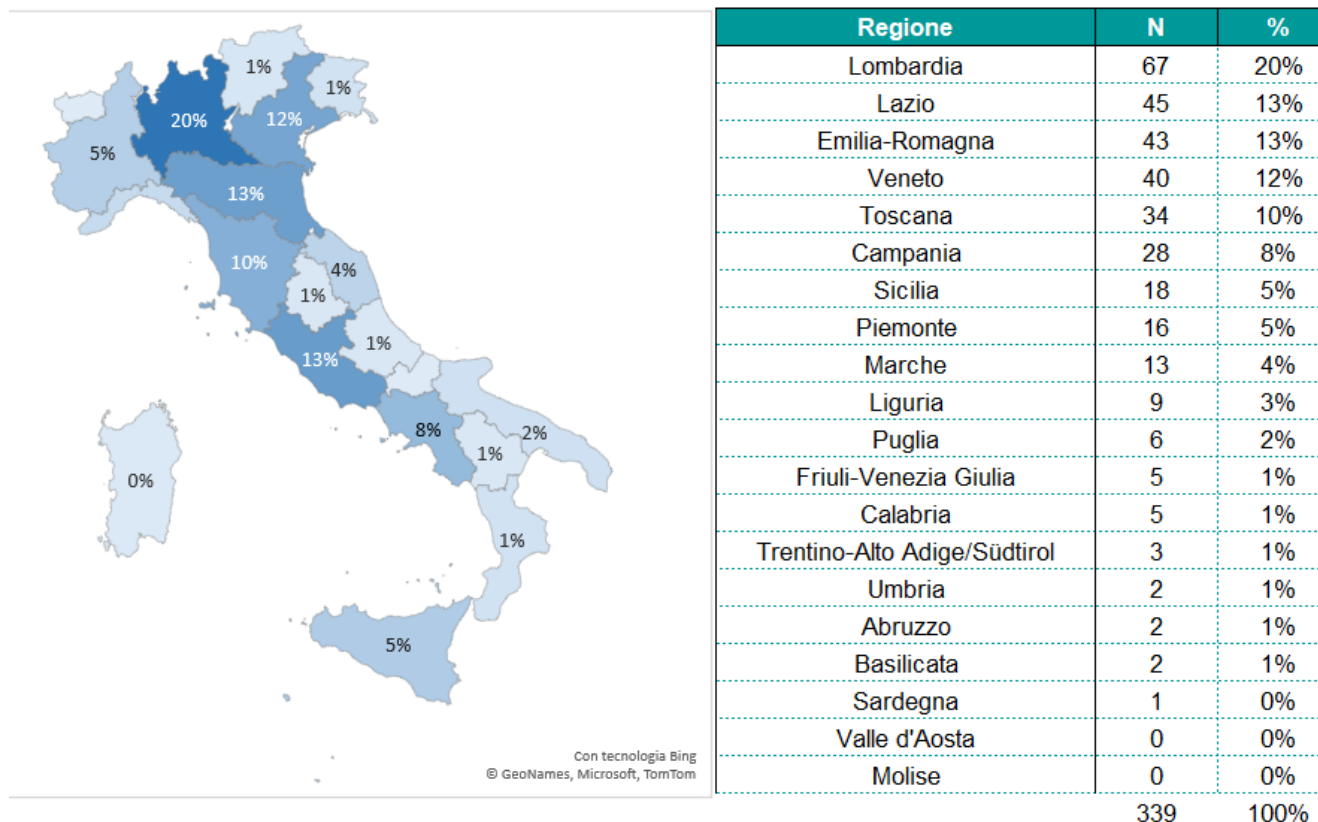 1%
1%
20%
12%
5%
13%
10%
4%
1%
1%
13%
8%
2%
1%
0%
1%
5%
Con tecnologia Bing
© GeoNames, Microsoft, TomTom
Regione N %
Lombardia 67 20%
Lazio 45 13%
Emilia-Romagna 43 13%
Veneto 40 12%
Toscana 34 10%
Campania 28 8%
Sicilia 18 5%
Piemonte 16 5%
Marche 13 4%
Liguria 9 3%
Puglia 6 2%
Friuli-Venezia Giulia 5 1%
Calabria 5 1%
Trentino-Alto Adige/Südtirol 3 1%
Umbria 2 1%
Abruzzo 2 1%
Basilicata 2 1%
Sardegna 1 0%
Valle d'Aosta 0 0%
Molise 0 0%
339 100%